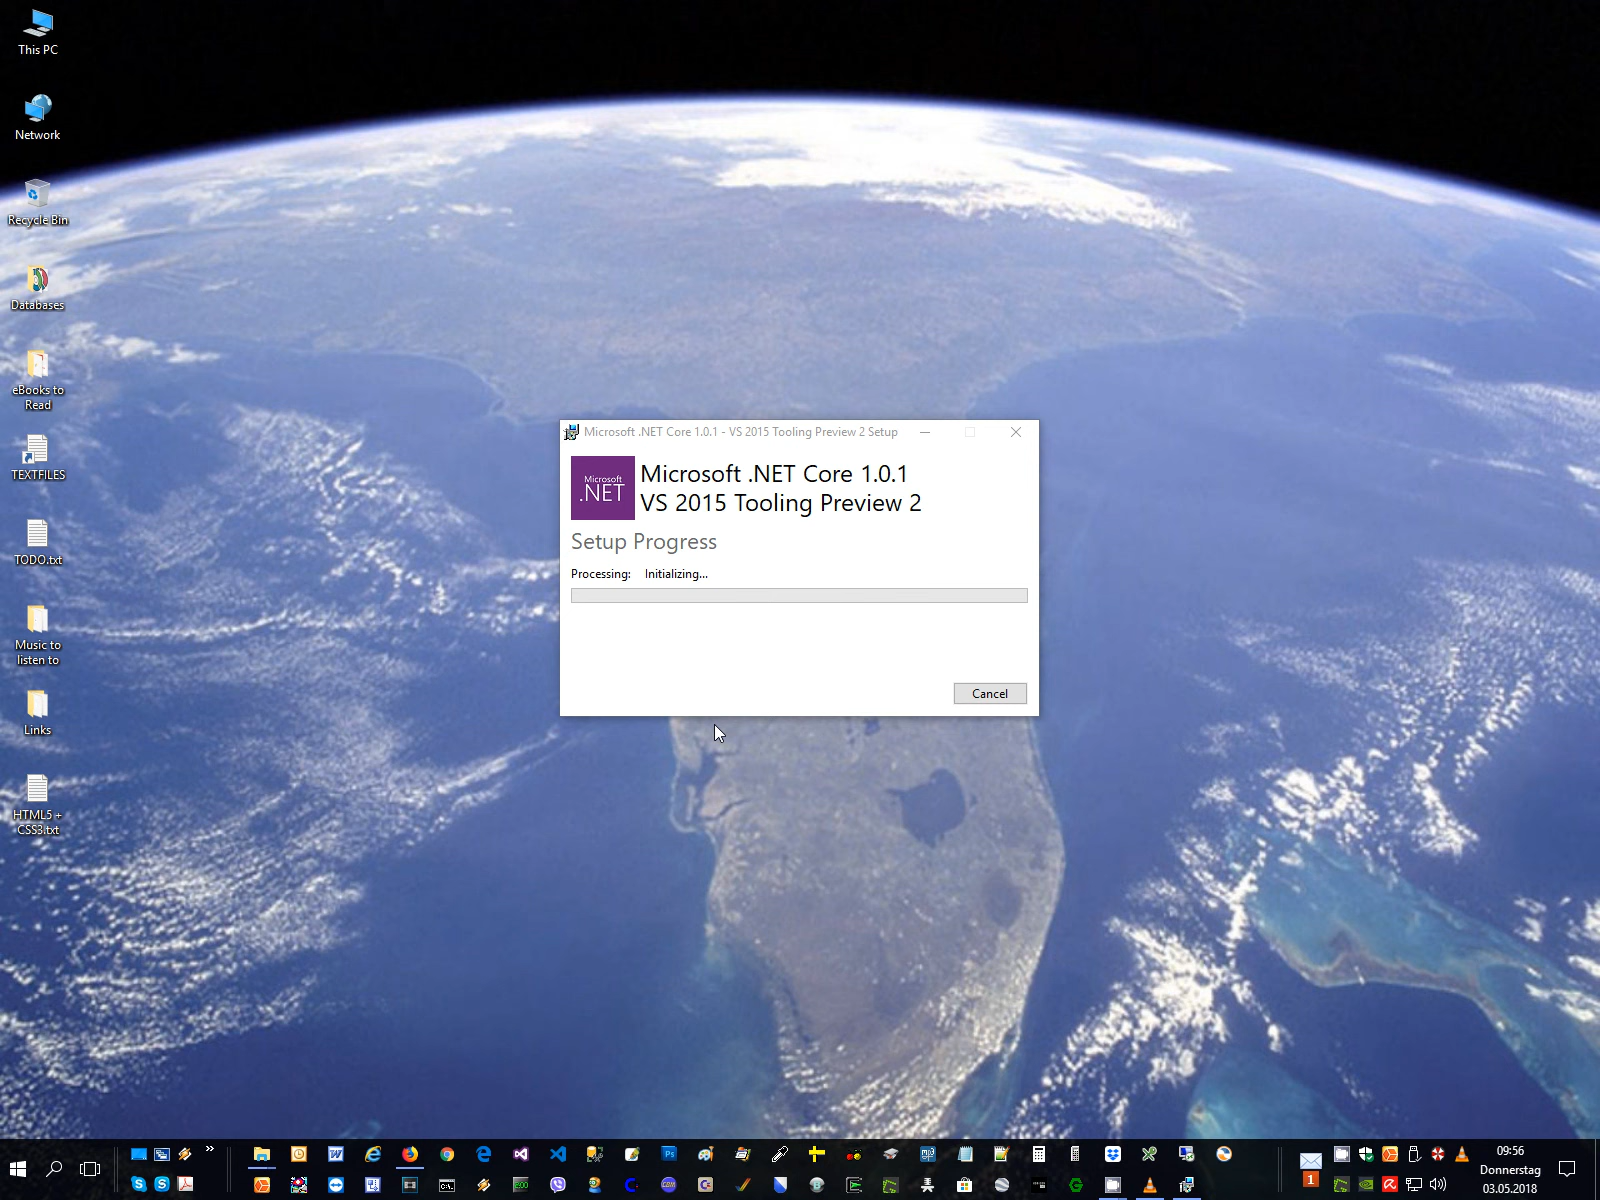 This PC
Network
Recycle Bin
Databases
eBooks to
Read
TEXTFILES
TODO.txt
Music to
listen to
Links
HTML5 +
CSS3.txt
Microsoft .NET Core 1.0.1 - VS 2015 Tooling Preview 2 Setup
Microsoft
.NET
Microsoft .NET Core 1.0.1
VS 2015 Tooling Preview 2
Setup Progress
Processing: Initializing...
Cancel
09:56
Donnerstag
03.05.2018
1